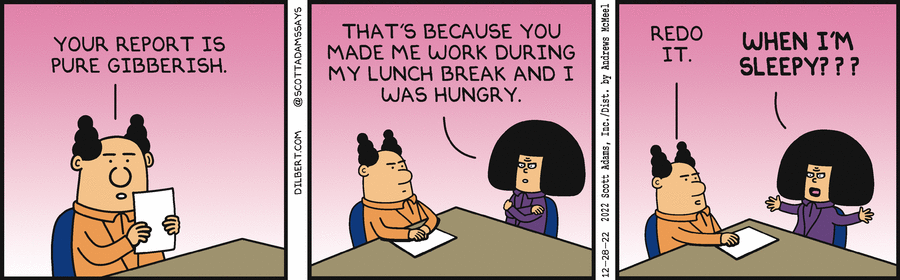 YOUR REPORT IS
PURE GIBBERISH.
DILBERT.COM @SCOTTADAMSSAYS
THAT'S BECAUSE YOU
MADE ME WORK DURING
MY LUNCH BREAK AND I
WAS HUNGRY.
12-28-22 2022 Scott Adams, Inc./Dist. by Andrews McMeel
REDO
IT.
WHEN I'M
SLEEPY???